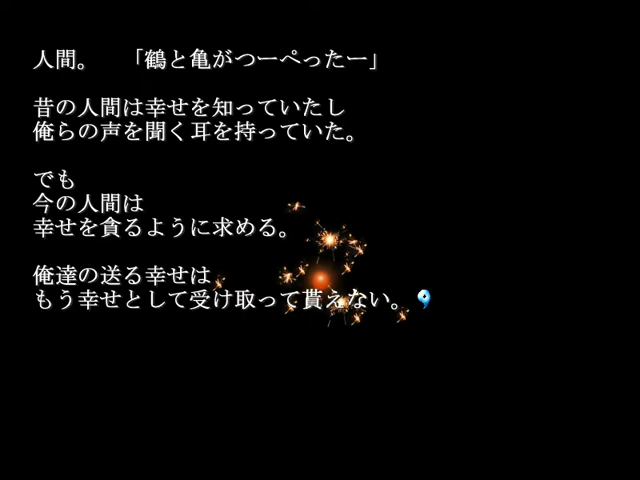 人間。　「鶴と亀がつーぺったー」
昔の人間は幸せを知っていたし
俺らの声を聞く耳を持っていた。
でも
今の人間は
幸せを貪るように求める。
俺達の送る幸せは
もう幸せとして受け取って貰えない。